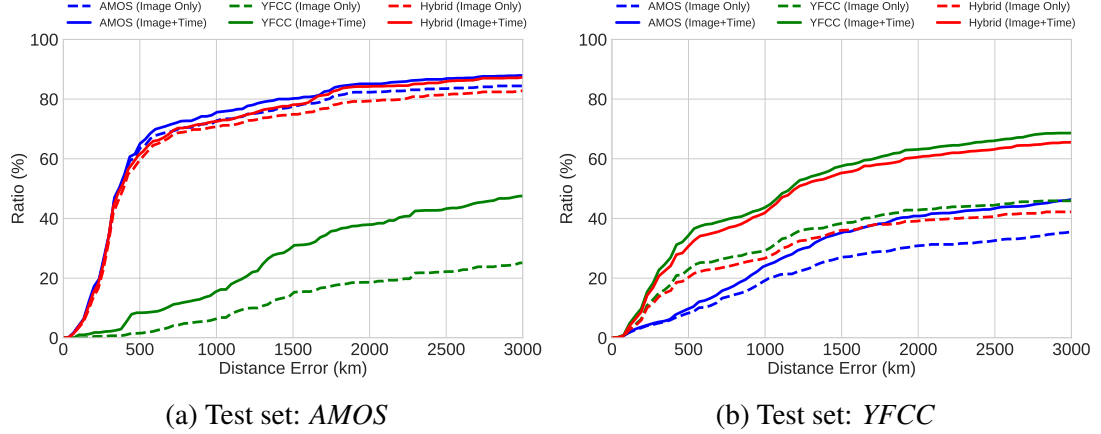 AMOS (Image Only) YFCC (Image Only) Hybrid (Image Only)
AMOS (Image+Time) YFCC (Image+Time) Hybrid (Image+Time)
100
80
60
40
20
0
Ratio (%)
0 500 1000 1500 2000 2500 3000
Distance Error (km)
(a) Test set: AMOS
AMOS (Image Only) YFCC (Image Only) Hybrid (Image Only)
AMOS (Image+Time) YFCC (Image+Time) Hybrid (Image+Time)
100
80
60
40
20
0
Ratio (%)
0 500 1000 1500 2000 2500 3000
Distance Error (km)
(b) Test set: YFCC